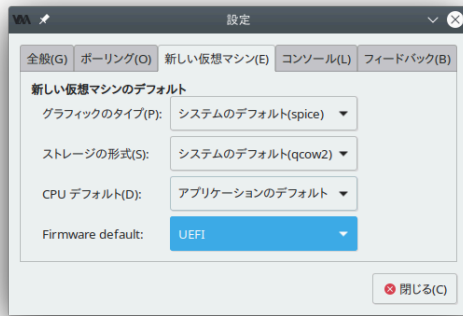 設定
全般(G) ポーリング(O) 新しい仮想マシン(E) コンソール(L) フィードバック(B)
新しい仮想マシンのデフォルト
グラフィックのタイプ(P): システムのデフォルト(spice)
ストレージの形式(S): システムのデフォルト(qcow2)
CPU デフォルト(D): アプリケーションのデフォルト
Firmware default: UEFI
閉じる(C)